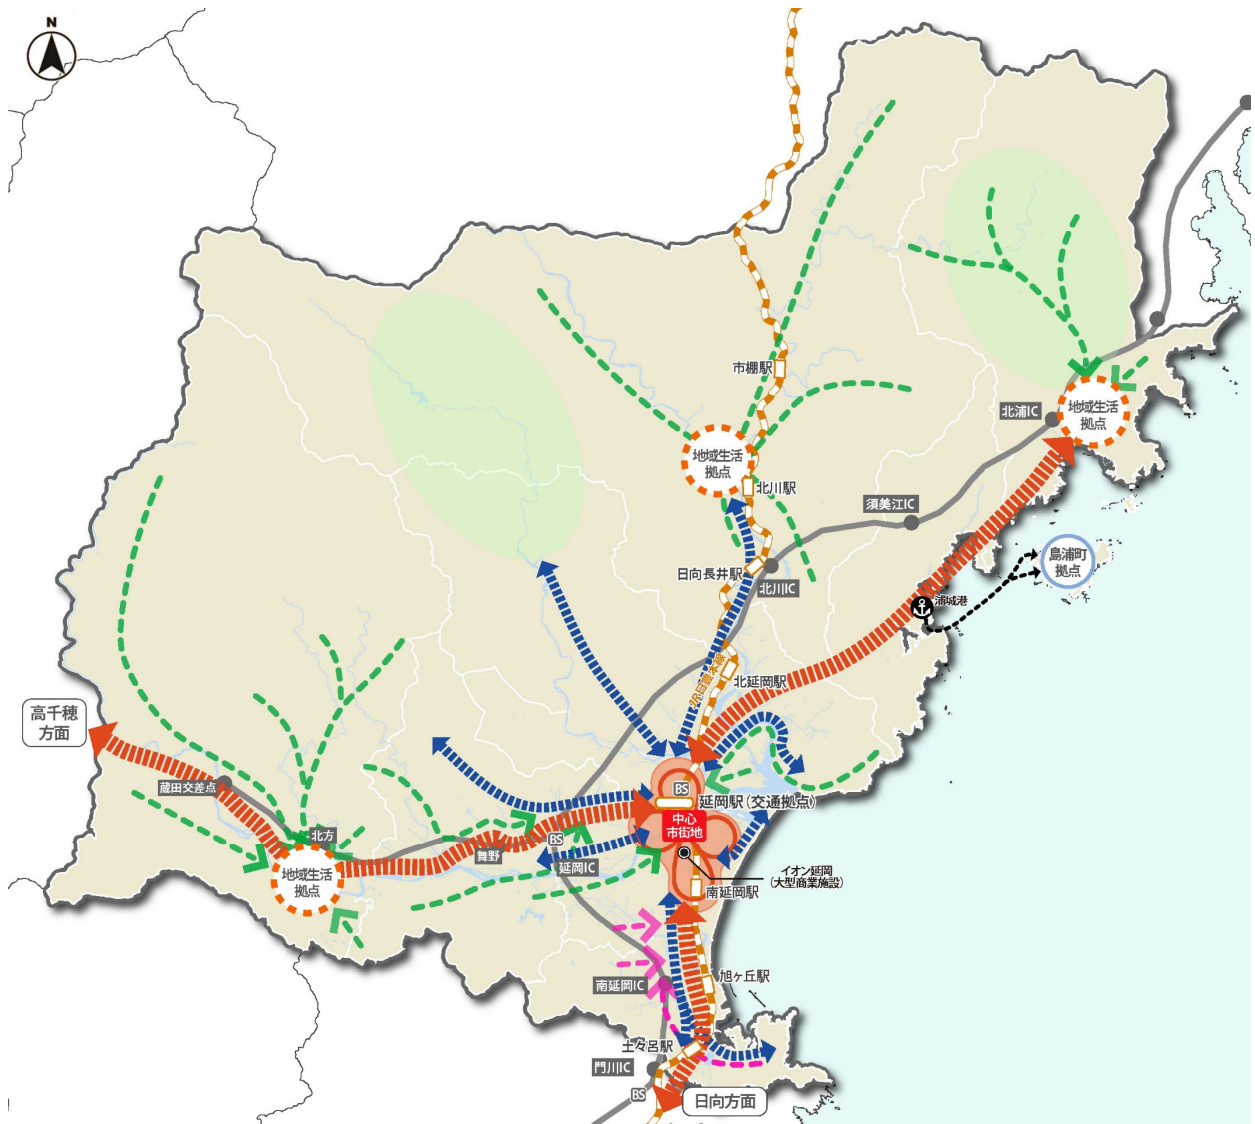 N
市棚駅
北浦IC
地域生活
拠点
地域生活
拠点
北川駅
須美江IC
島浦町
拠点
日向長井駅
北川IC
浦城港
JR日豊本線
北延岡駅
高千穂
方面
蔵田交差点
BS
延岡駅(交通拠点)
中心
市街地
北方
舞野
BS
延岡IC
地域生活
拠点
イオン延岡
(大型商業施設)
南延岡駅
南延岡IC
旭ヶ丘駅
土々呂駅
門川IC
BS
日向方面